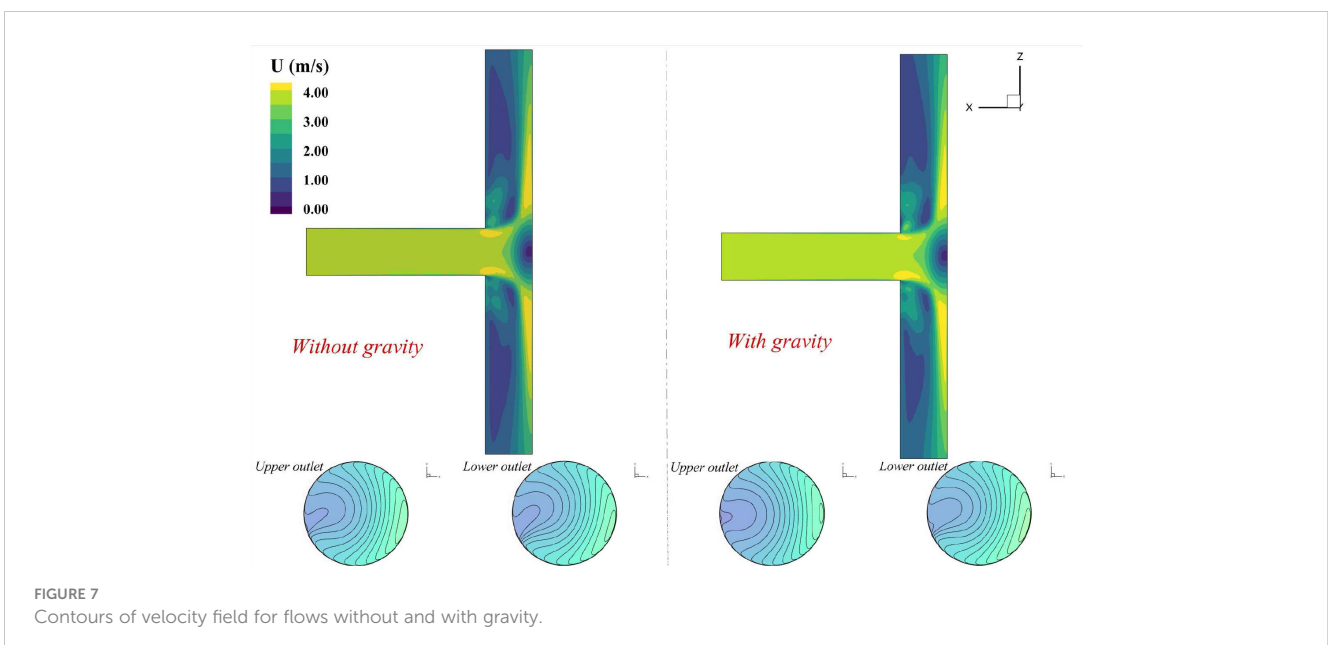 U (m/s)
4.00
3.00
2.00
1.00
0.00
Without gravity
Z
X
Y
With gravity
Upper outlet
Lower outlet
Upper outlet
Lower outlet
FIGURE 7
Contours of velocity field for flows without and with gravity.